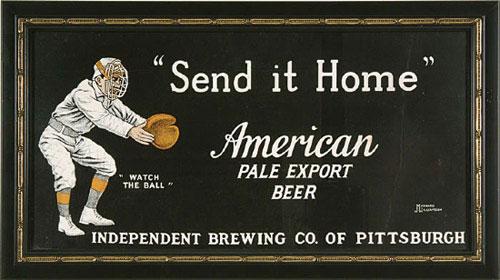 "Send it Home"
American
PALE EXPORT
BEER
"WATCH
THE BALL"
INDEPENDENT BREWING CO. OF PITTSBURGH